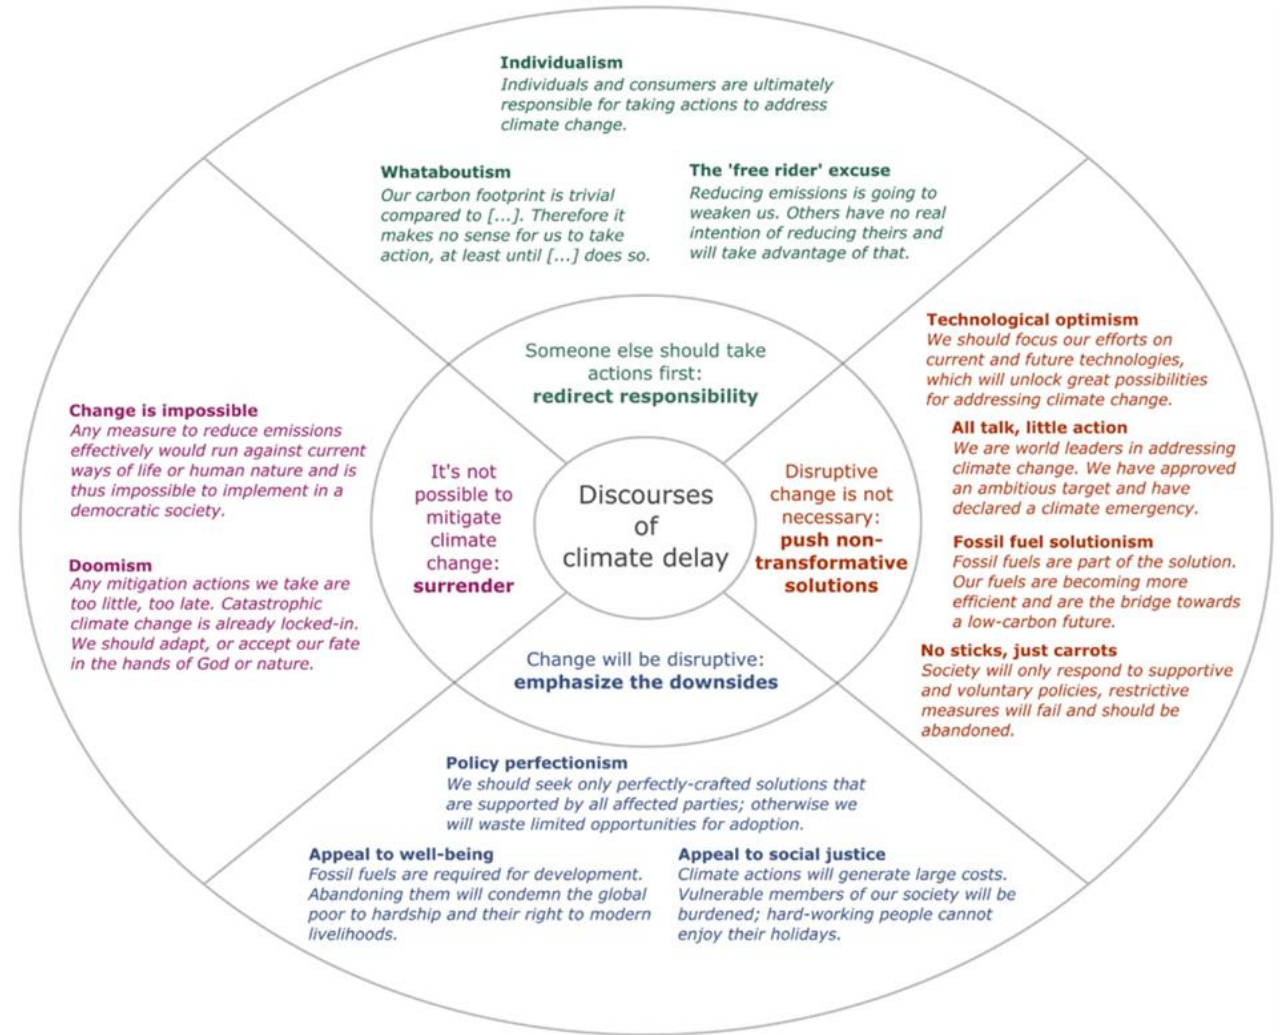 Individualism
Individuals and consumers are ultimately
responsible for taking actions to address
climate change.
Whataboutism
Our carbon footprint is trivial
compared to [...]. Therefore it
makes no sense for us to take
action, at least until [...] does so.
The 'free rider' excuse
Reducing emissions is going to
weaken us. Others have no real
intention of reducing theirs and
will take advantage of that.
Someone else should take
actions first:
redirect responsibility
Technological optimism
We should focus our efforts on
current and future technologies,
which will unlock great possibilities
for addressing climate change.
All talk, little action
We are world leaders in addressing
climate change. We have approved
an ambitious target and have
declared a climate emergency.
Fossil fuel solutionism
Fossil fuels are part of the solution.
Our fuels are becoming more
efficient and are the bridge towards
a low-carbon future.
No sticks, just carrots
Society will only respond to supportive
and voluntary policies, restrictive
measures will fail and should be
abandoned.
Change is impossible
Any measure to reduce emissions
effectively would run against current
ways of life or human nature and is
thus impossible to implement in a
democratic society.
Doomism
Any mitigation actions we take are
too little, too late. Catastrophic
climate change is already locked-in.
We should adapt, or accept our fate
in the hands of God or nature.
It's not
possible to
mitigate
climate
change:
surrender
Discourses
of
climate delay
Disruptive
change is not
necessary:
push non-
transformative
solutions
Change will be disruptive:
emphasize the downsides
Policy perfectionism
We should seek only perfectly-crafted solutions that
are supported by all affected parties; otherwise we
will waste limited opportunities for adoption.
Appeal to well-being
Fossil fuels are required for development.
Abandoning them will condemn the global
poor to hardship and their right to modern
livelihoods.
Appeal to social justice
Climate actions will generate large costs.
Vulnerable members of our society will be
burdened; hard-working people cannot
enjoy their holidays.